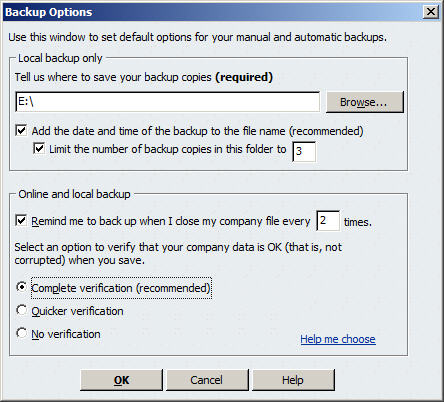 Backup Options
Use this window to set default options for your manual and automatic backups.
Local backup only
Tell us where to save your backup copies (required)
E:\
Browse...
Add the date and time of the backup to the file name (recommended)
Limit the number of backup copies in this folder to 3
Online and local backup
Remind me to back up when I close my company file every 2 times.
Select an option to verify that your company data is OK (that is, not
corrupted) when you save.
Complete verification (recommended)
Quicker verification
No verification
Help me choose
OK Cancel Help